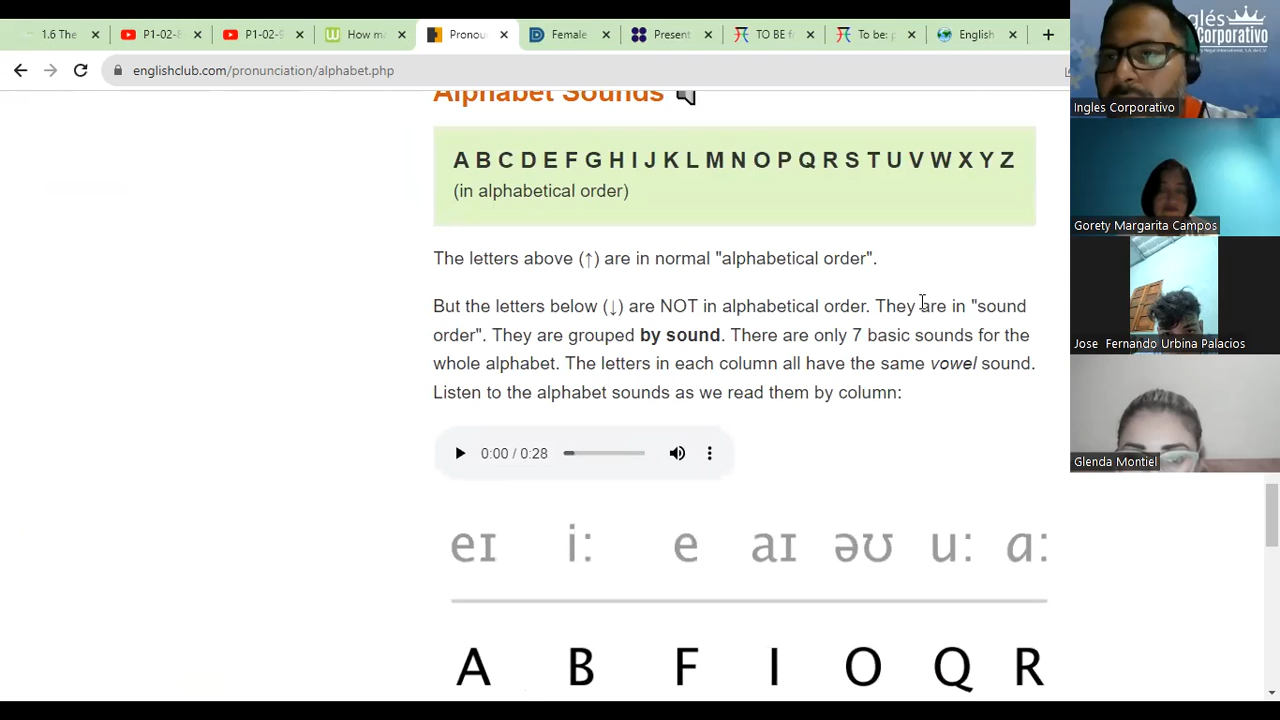 1.6 The
P1-02-
P1-02-
How m
Pronou
Female
Present
TO BE f
To be: p
English
englishclub.com/pronunciation/alphabet.php
glés
Corporativo
Ingles Corporativo
Gorety Margarita Campos
Jose Fernando Urbina Palacios
Glenda Montiel
Alphabet Sounds
A B C D E F G H I J K L M N O P Q R S T U V W X Y Z
(in alphabetical order)
The letters above (↑) are in normal "alphabetical order".
But the letters below (↓) are NOT in alphabetical order. They are in "sound
order". They are grouped by sound. There are only 7 basic sounds for the
whole alphabet. The letters in each column all have the same vowel sound.
Listen to the alphabet sounds as we read them by column:
0:00 / 0:28
eɪ i: e aɪ əʊ u: ɑ:
A B F I O Q R